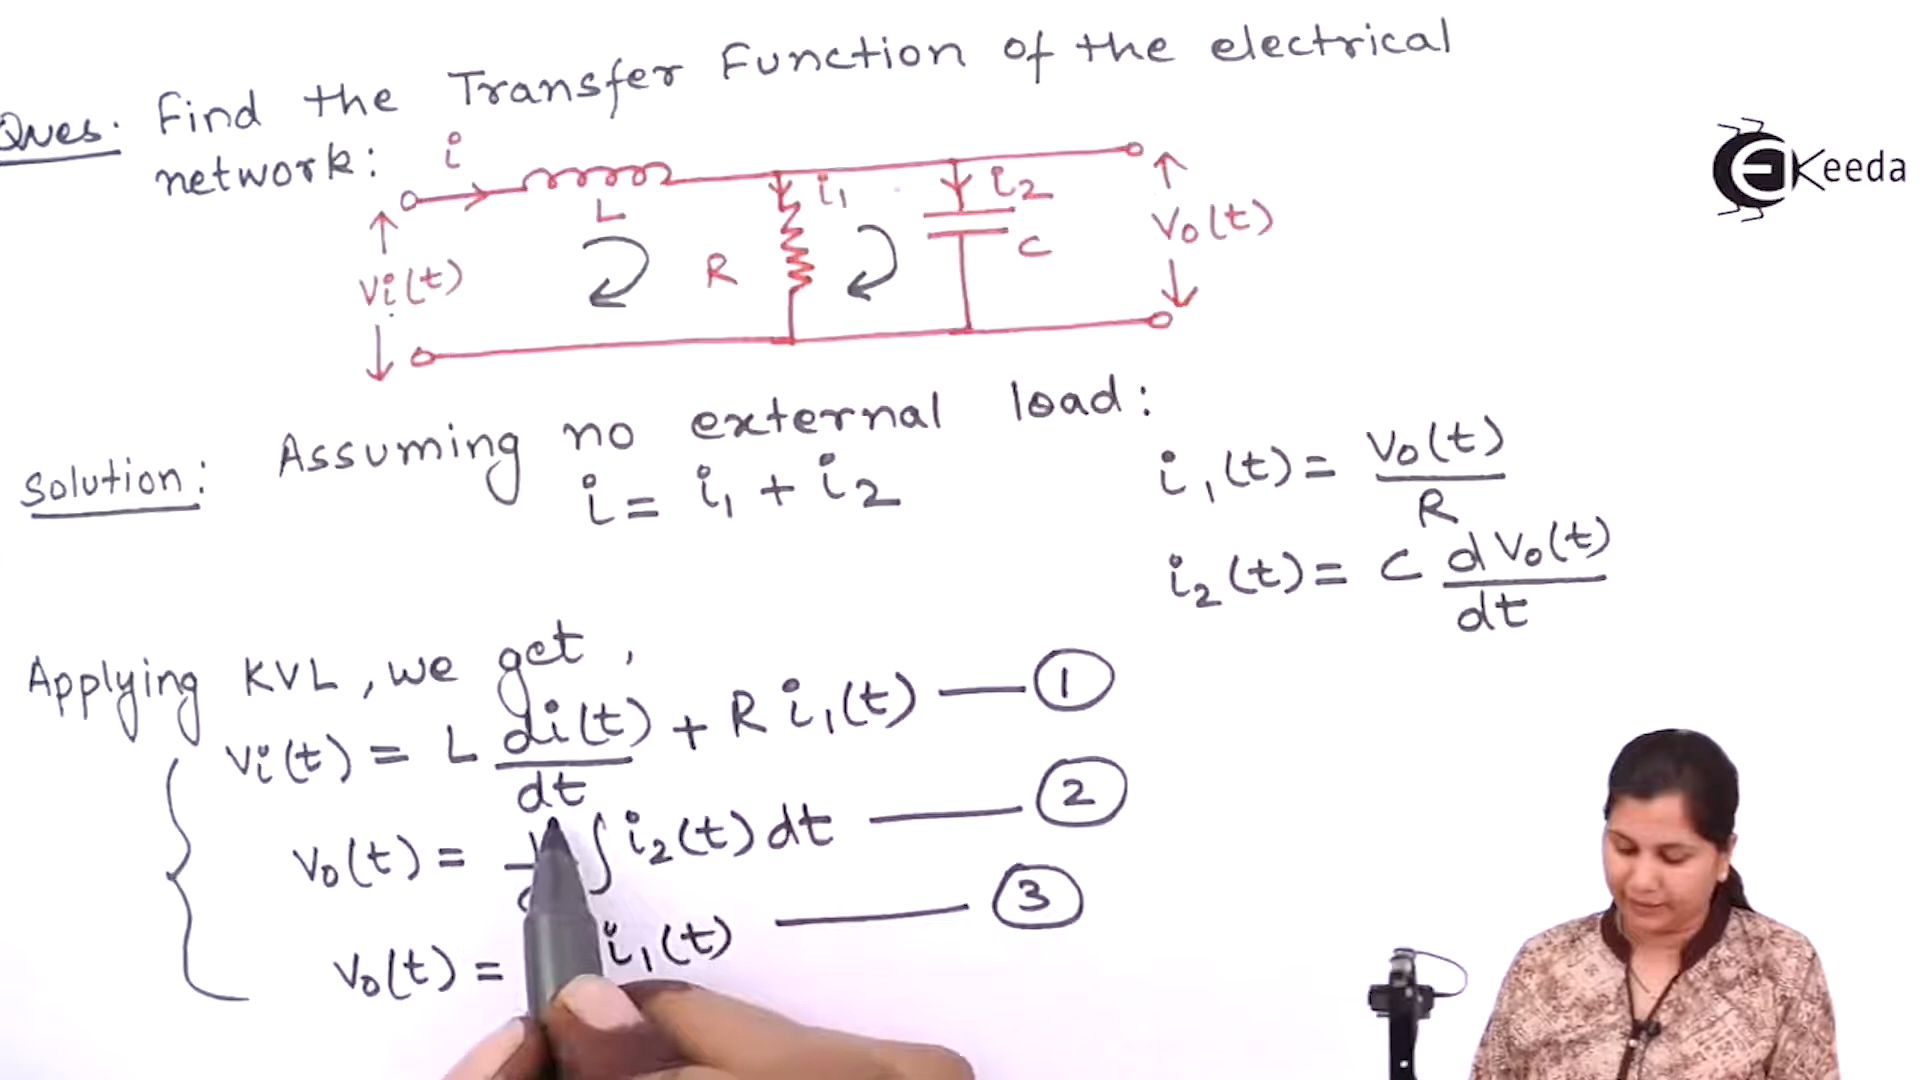 Ques. Find the Transfer Function of the electrical
network:
i
L
R
i₁
i₂
C
Vi(t)
Vo(t)
EKeeda
Solution: Assuming no external load:
i = i₁ + i₂
i₁(t) = Vo(t)/R
i₂(t) = C dVo(t)/dt
Applying KVL, we get,
Vi(t) = L di(t)/dt + R i₁(t) — 1
Vo(t) = ∫ i₂(t) dt — 2
Vo(t) = i₁(t) — 3